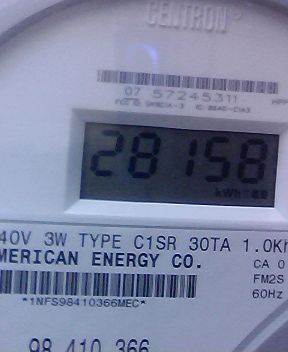 CENTRON®
07 57245311
28158
kWh
40V 3W TYPE C1SR 30TA 1.0Kh
MERICAN ENERGY CO.
CA 0
FM2S
60Hz
*1NFS98410366MEC*
98 410 366